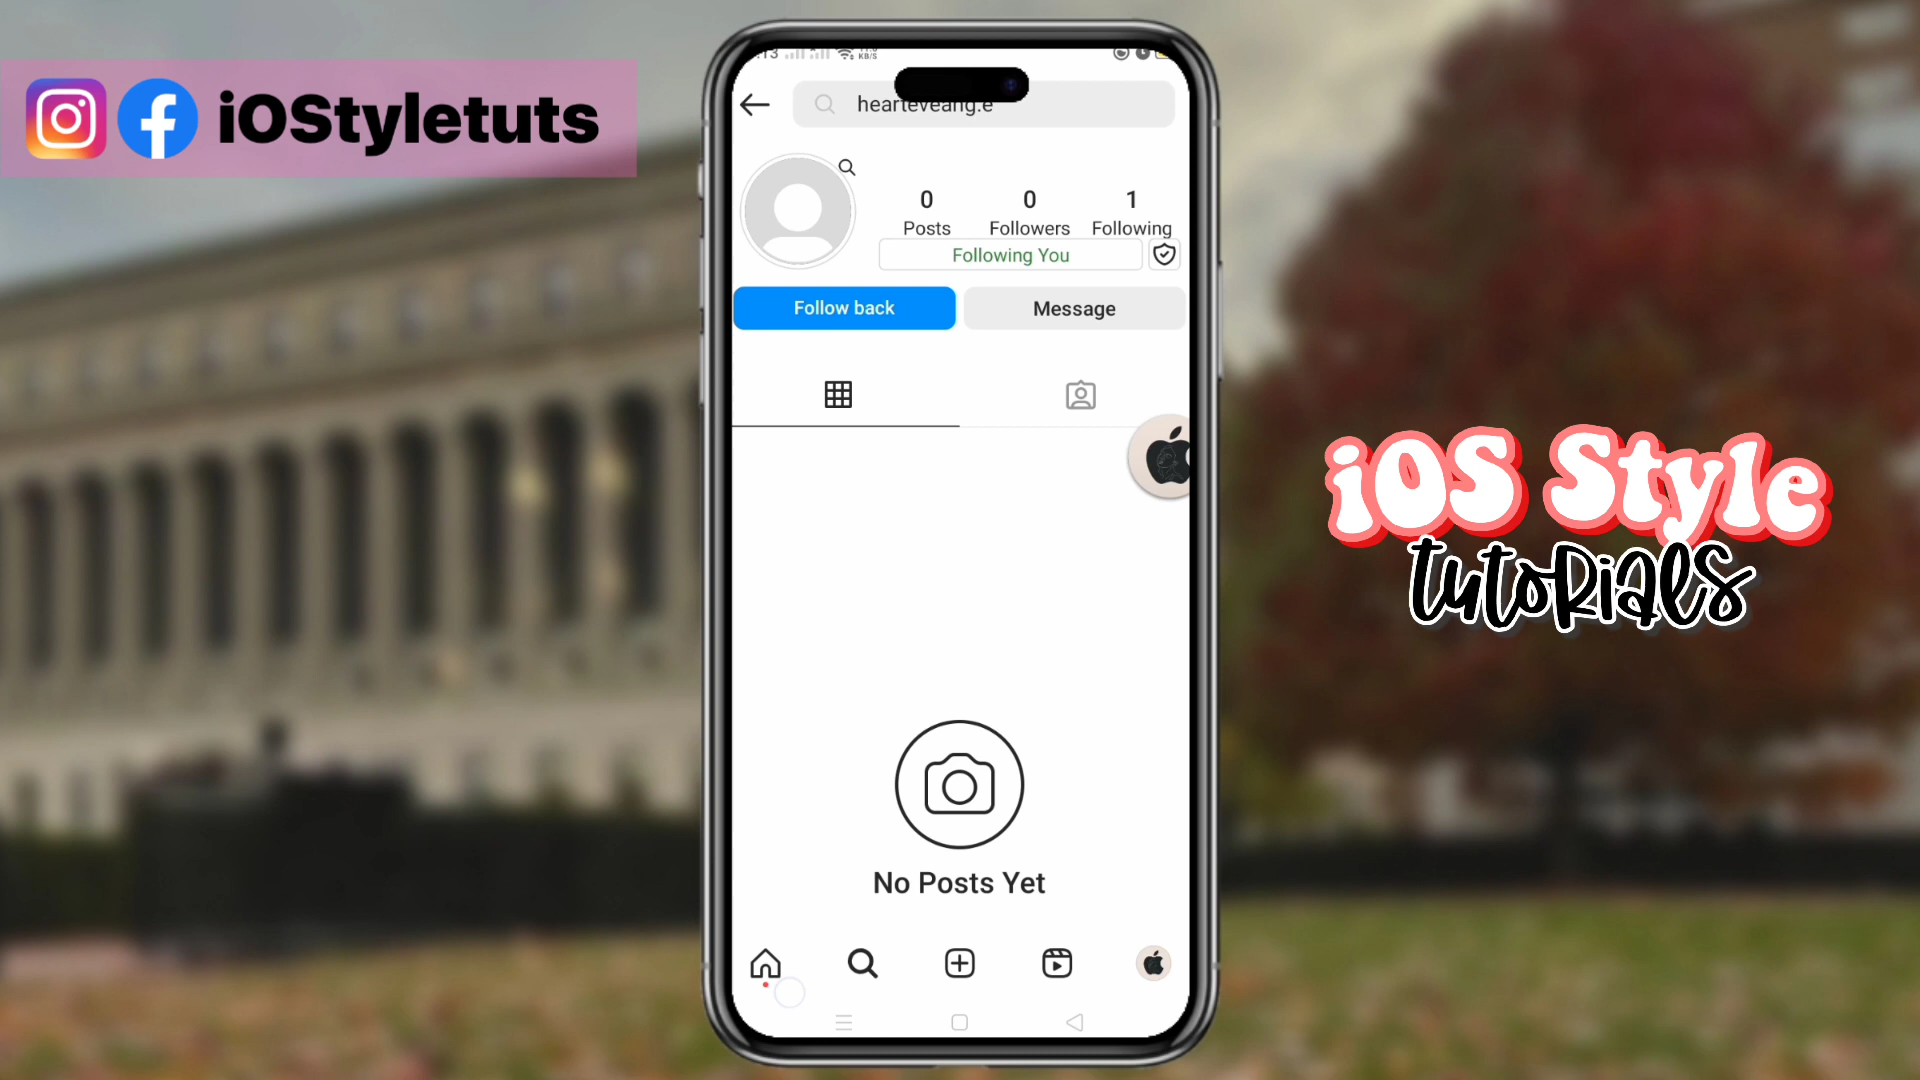 iOStyletuts
KB/S
hearteveang.e
0
Posts
0
Followers
1
Following
Following You
Follow back
Message
No Posts Yet
iOS Style
tutorials